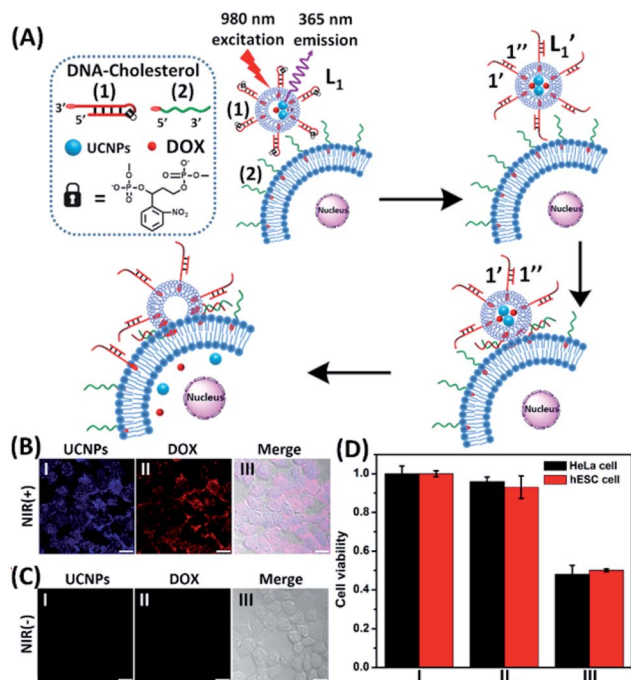 (A)
980 nm
excitation
365 nm
emission
DNA-Cholesterol
(1) (2)
3’
5’
5’ 3’
UCNPs DOX
=
O
O-P=O
O
O
O=P-O
O
NO₂
L₁
(1)
(2)
Nucleus
1’’ L₁’
1’
Nucleus
1’ 1’’
Nucleus
Nucleus
(B) UCNPs DOX Merge
NIR(+)
I II III
(C) UCNPs DOX Merge
NIR(-)
I II III
(D)
HeLa cell
hESC cell
Cell viability
1.0
0.8
0.6
0.4
0.2
0.0
I II III